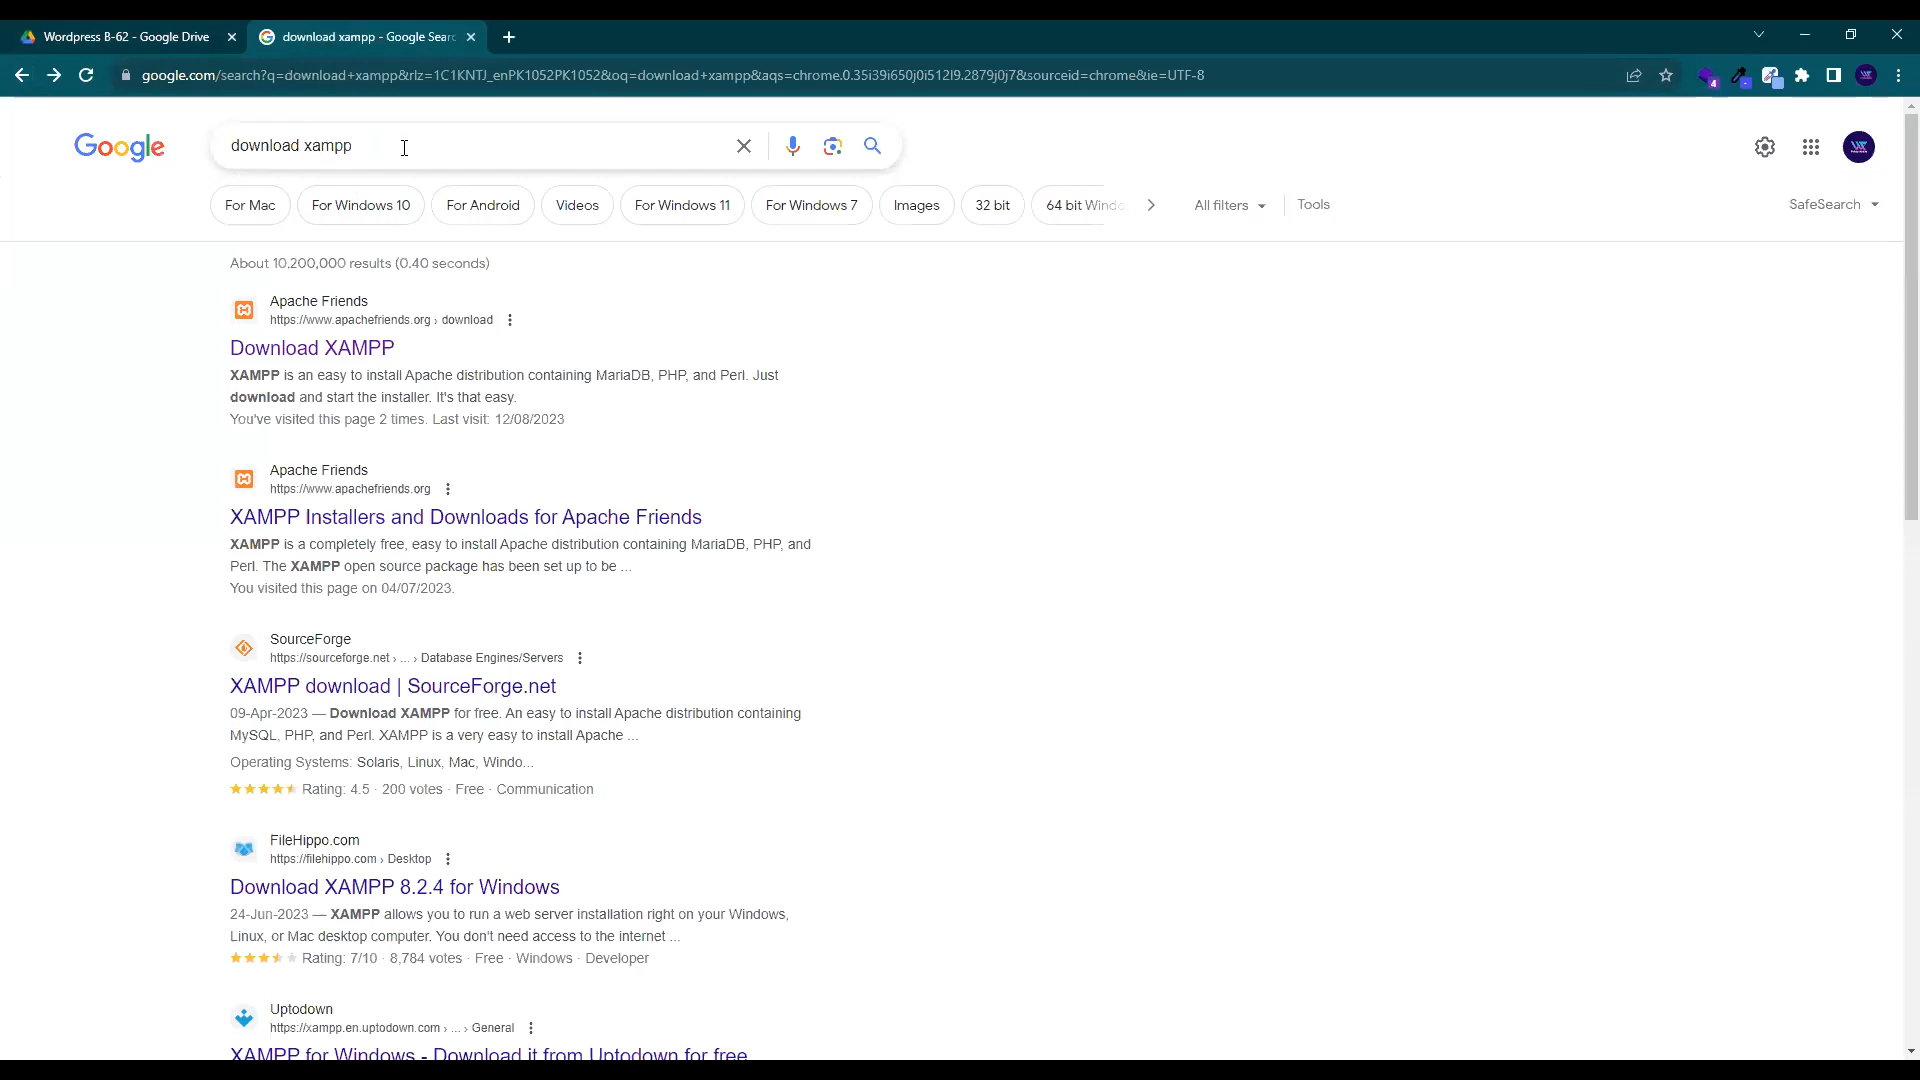 Wordpress B-62 - Google Drive
download xampp - Google Sear
google.com/search?q=download+xampp&rlz=1C1KNTJ_enPK1052PK1052&oq=download+xampp&aqs=chrome.0.35i39i650j0i512l9.2879j0j7&sourceid=chrome&ie=UTF-8
4
Google
download xampp
For Mac
For Windows 10
For Android
Videos
For Windows 11
For Windows 7
Images
32 bit
64 bit Windo
All filters
Tools
SafeSearch
About 10,200,000 results (0.40 seconds)
Apache Friends
https://www.apachefriends.org › download
Download XAMPP
XAMPP is an easy to install Apache distribution containing MariaDB, PHP, and Perl. Just
download and start the installer. It's that easy.
You've visited this page 2 times. Last visit: 12/08/2023
Apache Friends
https://www.apachefriends.org
XAMPP Installers and Downloads for Apache Friends
XAMPP is a completely free, easy to install Apache distribution containing MariaDB, PHP, and
Perl. The XAMPP open source package has been set up to be ...
You visited this page on 04/07/2023.
SourceForge
https://sourceforge.net › ... › Database Engines/Servers
XAMPP download | SourceForge.net
09-Apr-2023 — Download XAMPP for free. An easy to install Apache distribution containing
MySQL, PHP, and Perl. XAMPP is a very easy to install Apache ...
Operating Systems: Solaris, Linux, Mac, Windo...
Rating: 4.5 · 200 votes · Free · Communication
FileHippo.com
https://filehippo.com › Desktop
Download XAMPP 8.2.4 for Windows
24-Jun-2023 — XAMPP allows you to run a web server installation right on your Windows,
Linux, or Mac desktop computer. You don't need access to the internet ...
Rating: 7/10 · 8,784 votes · Free · Windows · Developer
Uptodown
https://xampp.en.uptodown.com › ... › General
XAMPP for Windows - Download it from Uptodown for free